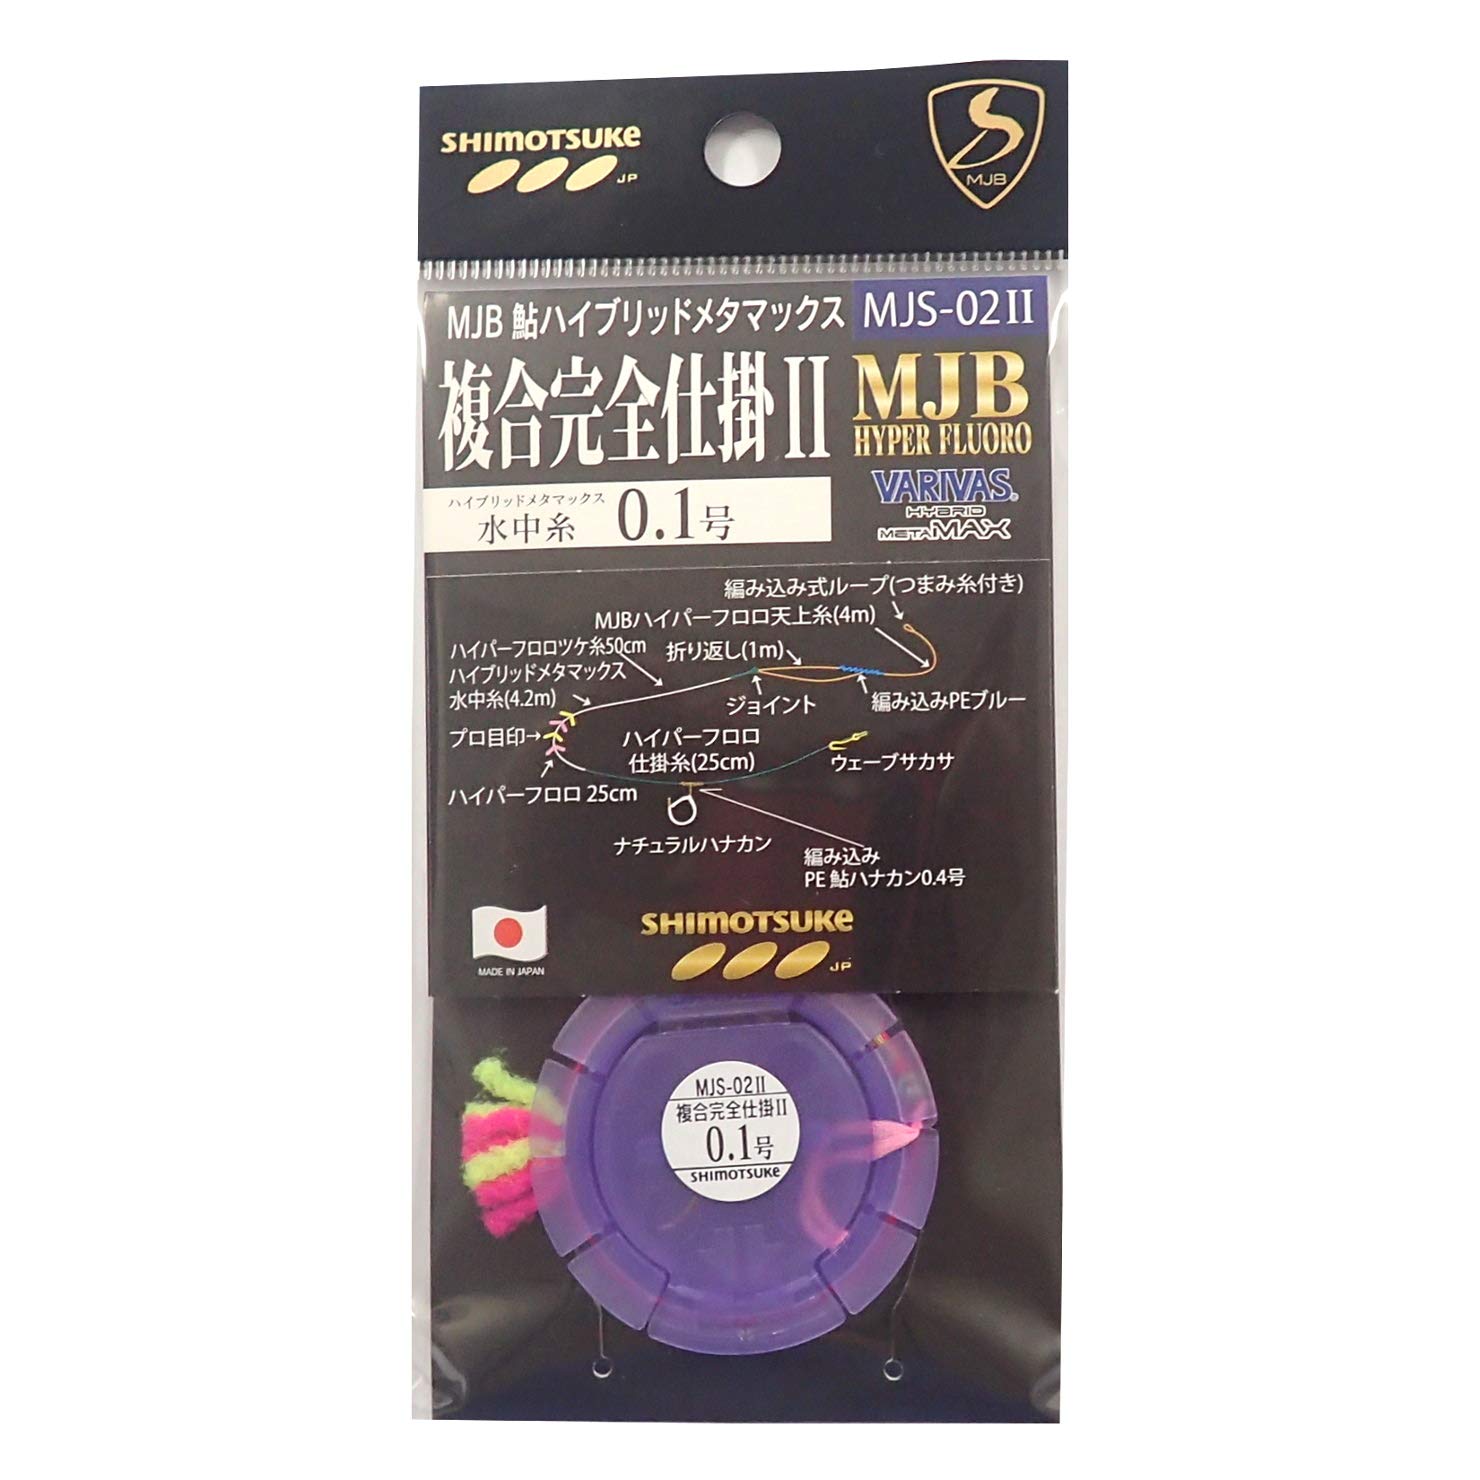 SHIMOTSUKE
JP
MJB
MJB 鮎ハイブリッドメタマックス
MJS-02II
複合完全仕掛II
MJB
HYPER FLUORO
VARIVAS®
HYBRID
METAMAX
ハイブリッドメタマックス
水中糸 0.1号
編み込み式ループ(つまみ糸付き)
MJBハイパーフロロ天上糸(4m)
ハイパーフロロツケ糸50cm
折り返し(1m)
ハイブリッドメタマックス
水中糸(4.2m)
ジョイント
編み込みPEブルー
プロ目印
ハイパーフロロ
仕掛糸(25cm)
ウェーブサカサ
ハイパーフロロ 25cm
ナチュラルハナカン
編み込み
PE 鮎ハナカン0.4号
MADE IN JAPAN
SHIMOTSUKE
JP
MJS-02II
複合完全仕掛II
0.1号
SHIMOTSUKE